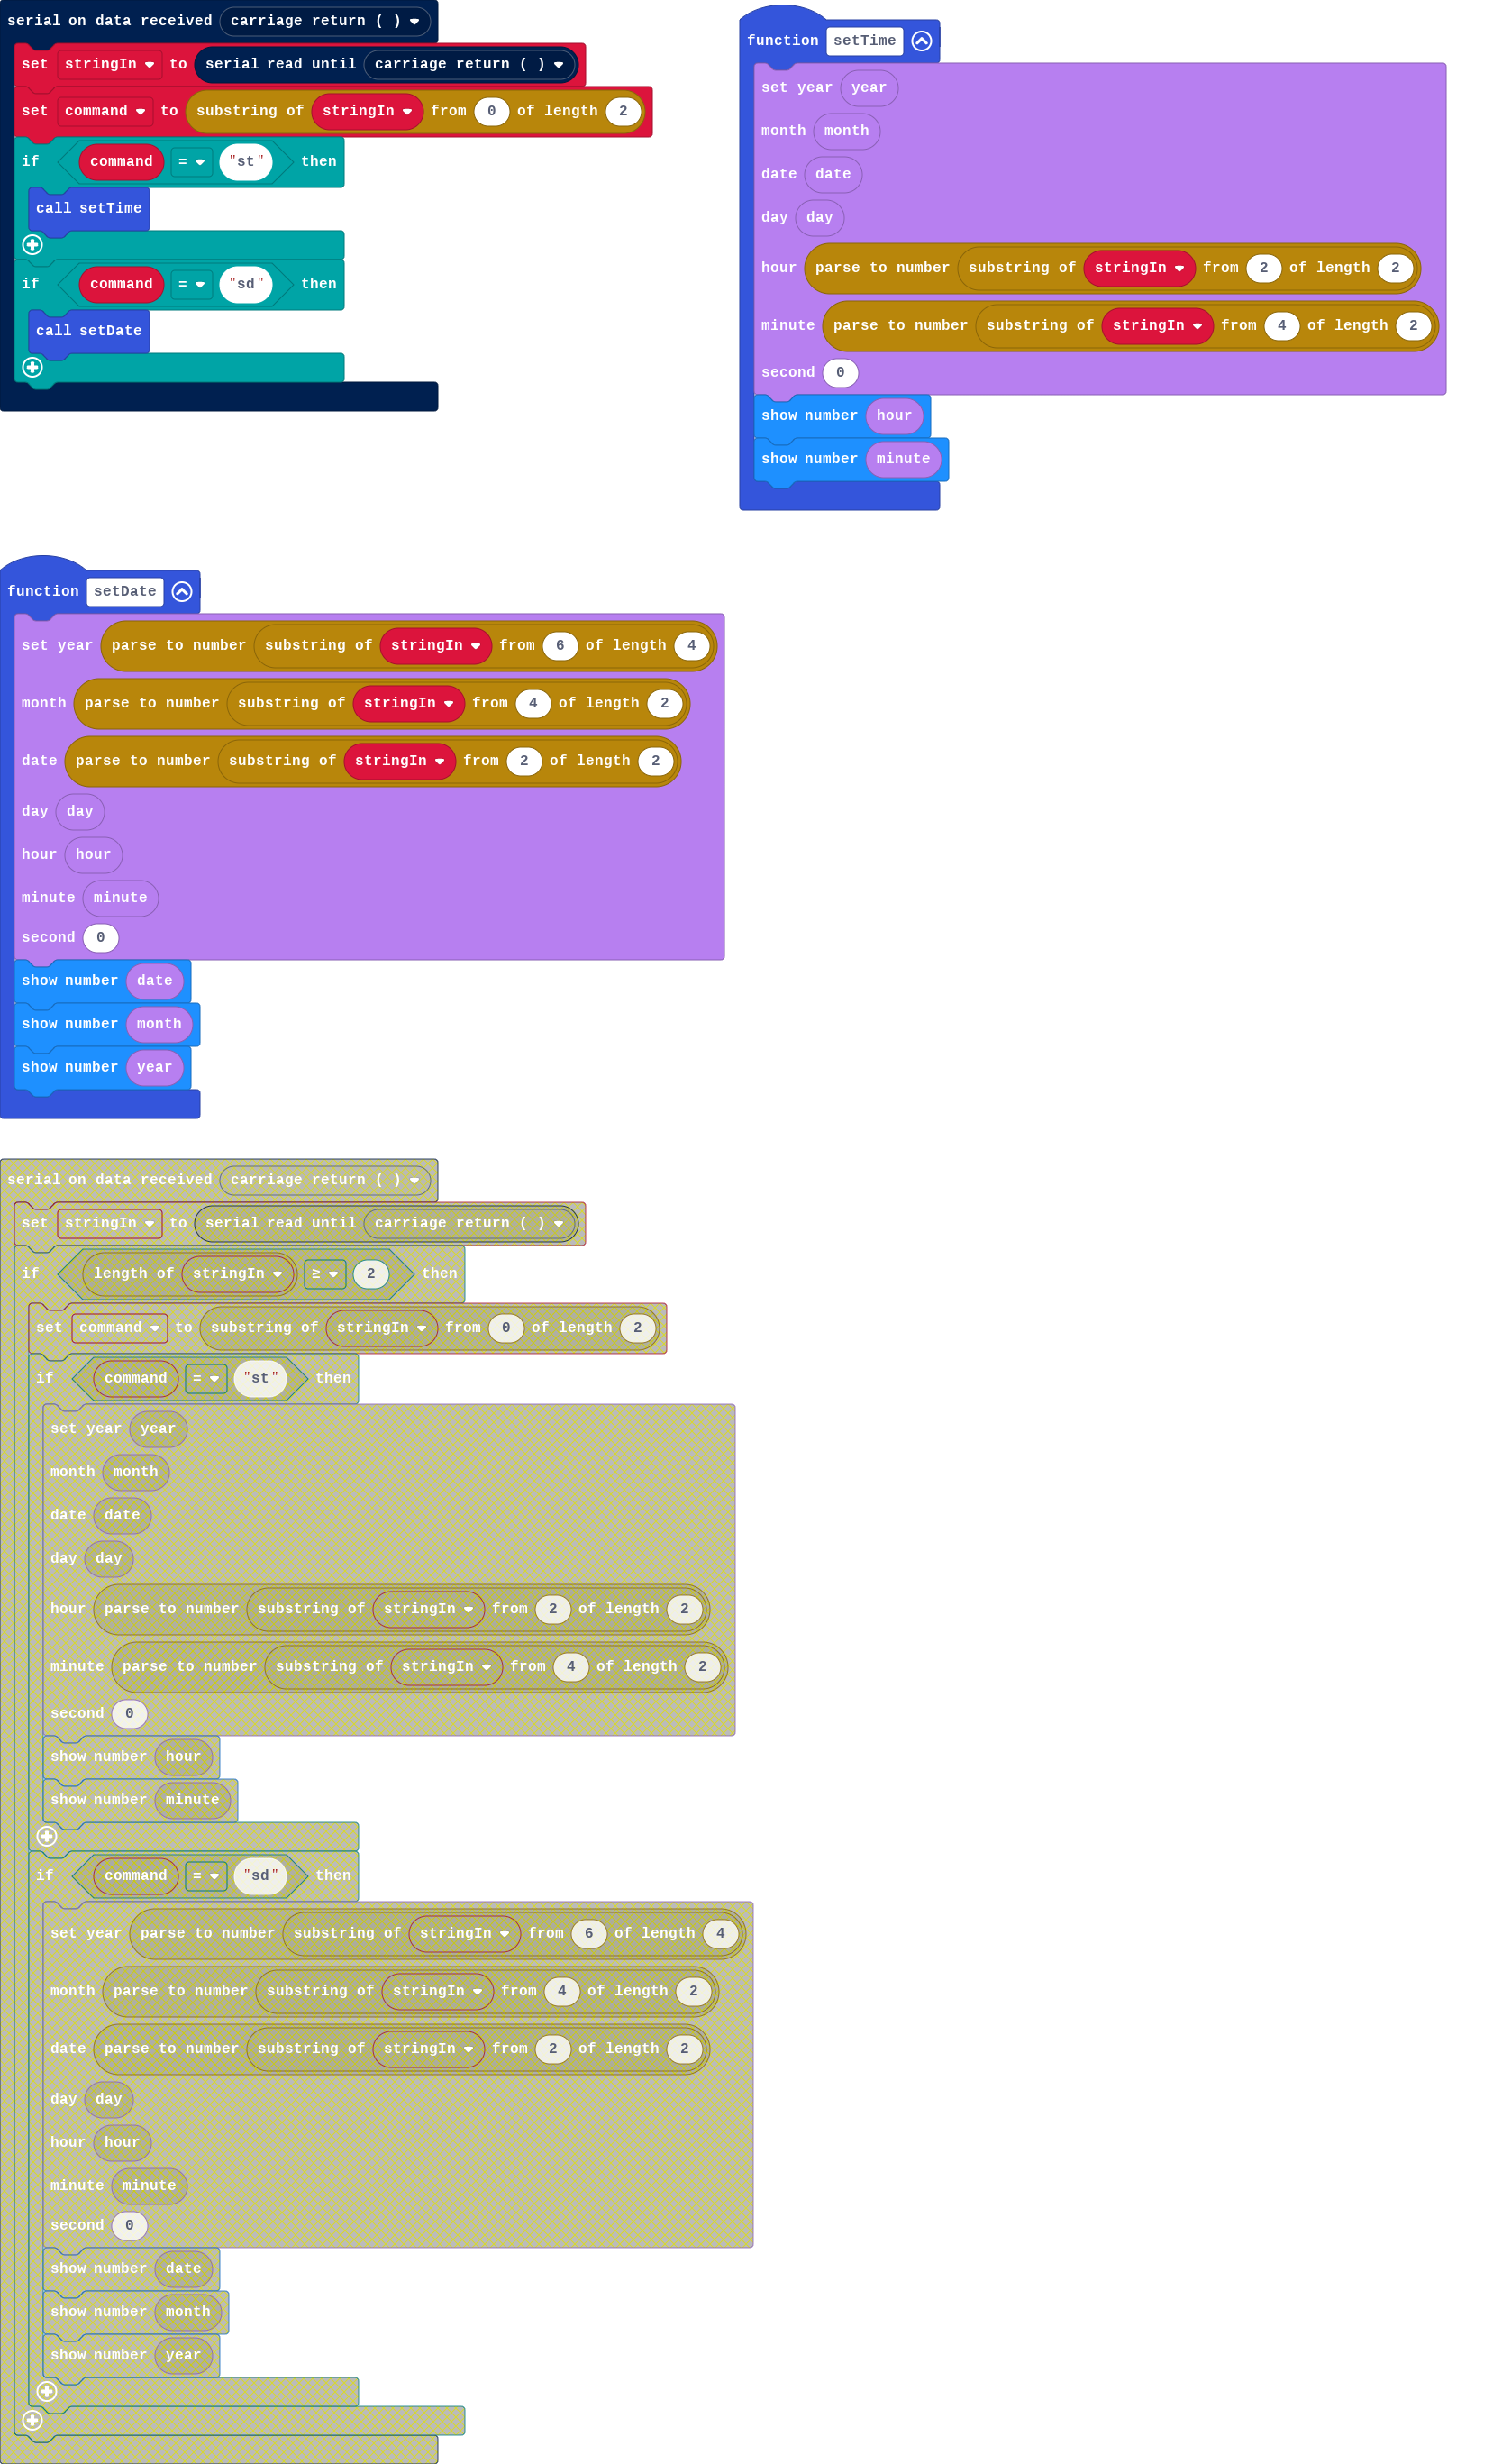 serial on data received carriage return ( )
set stringIn to serial read until carriage return ( )
set command to substring of stringIn from 0 of length 2
if command = "st" then
call setTime
if command = "sd" then
call setDate
function setTime
set year year
month month
date date
day day
hour parse to number substring of stringIn from 2 of length 2
minute parse to number substring of stringIn from 4 of length 2
second 0
show number hour
show number minute
function setDate
set year parse to number substring of stringIn from 6 of length 4
month parse to number substring of stringIn from 4 of length 2
date parse to number substring of stringIn from 2 of length 2
day day
hour hour
minute minute
second 0
show number date
show number month
show number year
serial on data received carriage return ( )
set stringIn to serial read until carriage return ( )
if length of stringIn ≥ 2 then
set command to substring of stringIn from 0 of length 2
if command = "st" then
set year year
month month
date date
day day
hour parse to number substring of stringIn from 2 of length 2
minute parse to number substring of stringIn from 4 of length 2
second 0
show number hour
show number minute
if command = "sd" then
set year parse to number substring of stringIn from 6 of length 4
month parse to number substring of stringIn from 4 of length 2
date parse to number substring of stringIn from 2 of length 2
day day
hour hour
minute minute
second 0
show number date
show number month
show number year